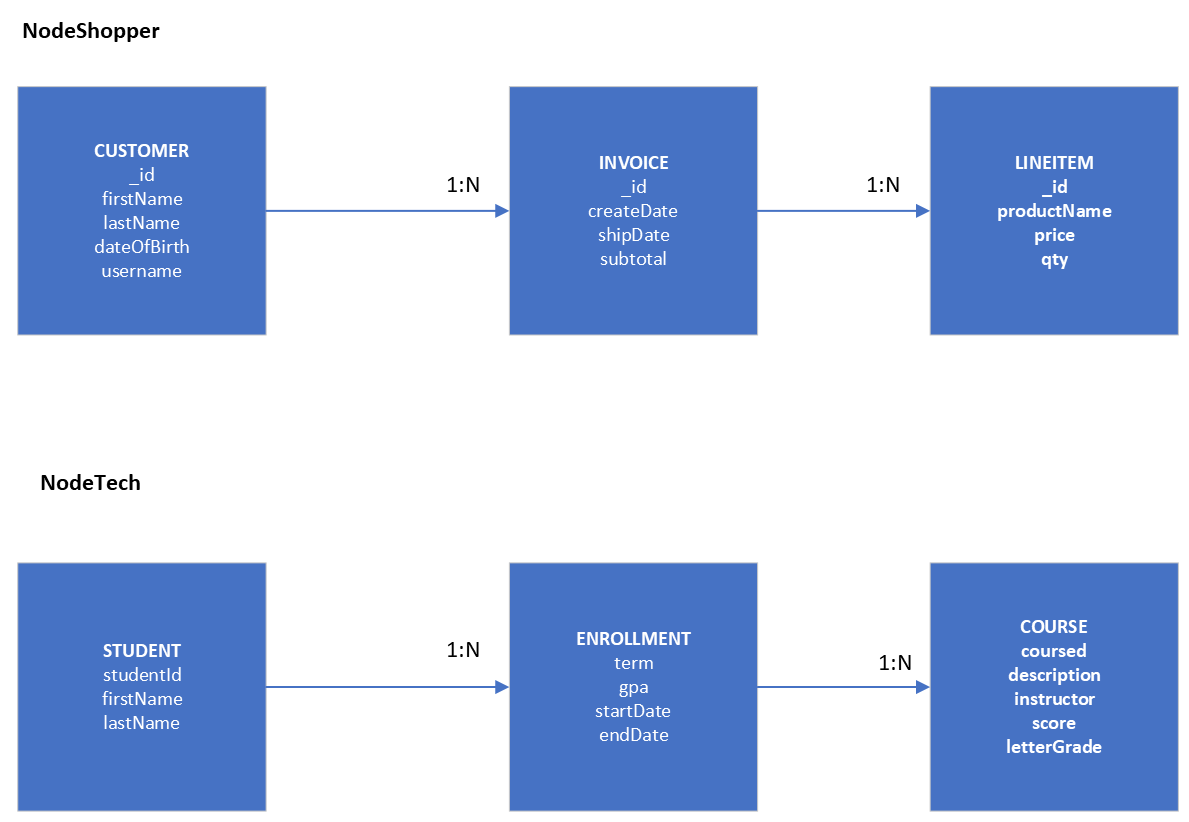 NodeShopper
CUSTOMER
_id
firstName
lastName
dateOfBirth
username
1:N
INVOICE
_id
createDate
shipDate
subtotal
1:N
LINEITEM
_id
productName
price
qty
NodeTech
STUDENT
studentId
firstName
lastName
1:N
ENROLLMENT
term
gpa
startDate
endDate
1:N
COURSE
coursed
description
instructor
score
letterGrade